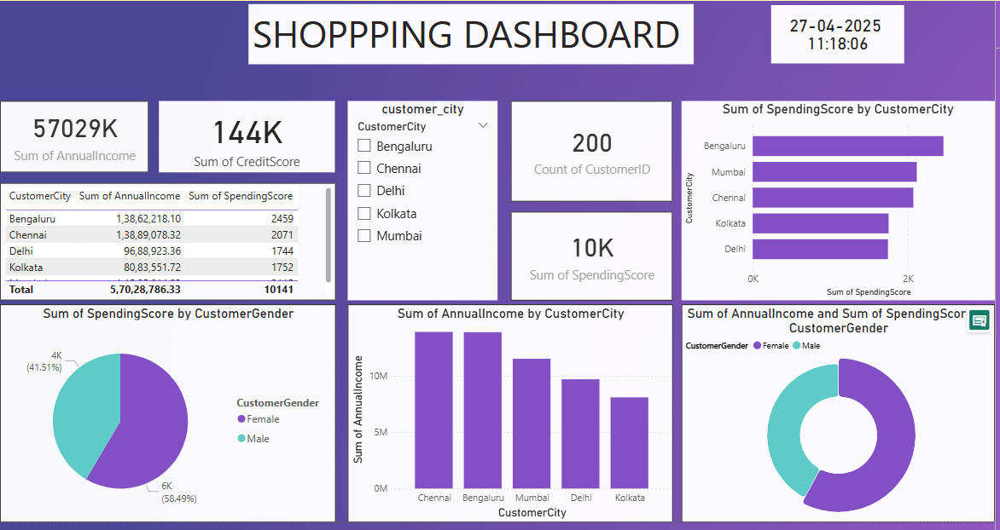 SHOPPPING DASHBOARD
27-04-2025
11:18:06
57029K
Sum of AnnualIncome
144K
Sum of CreditScore
customer_city
CustomerCity
Bengaluru
Chennai
Delhi
Kolkata
Mumbai
200
Count of CustomerID
10K
Sum of SpendingScore
Sum of SpendingScore by CustomerCity
CustomerCity
Bengaluru
Mumbai
Chennai
Kolkata
Delhi
0K 2K
Sum of SpendingScore
CustomerCity Sum of AnnualIncome Sum of SpendingScore
Bengaluru 1,38,62,218.10 2459
Chennai 1,38,89,078.32 2071
Delhi 96,88,923.36 1744
Kolkata 80,83,551.72 1752
Total 5,70,28,786.33 10141
Sum of SpendingScore by CustomerGender
4K
(41.51%)
6K
(58.49%)
CustomerGender
Female
Male
Sum of AnnualIncome by CustomerCity
Sum of AnnualIncome
10M
5M
0M
Chennai Bengaluru Mumbai Delhi Kolkata
CustomerCity
Sum of AnnualIncome and Sum of SpendingScor
CustomerGender
CustomerGender Female Male